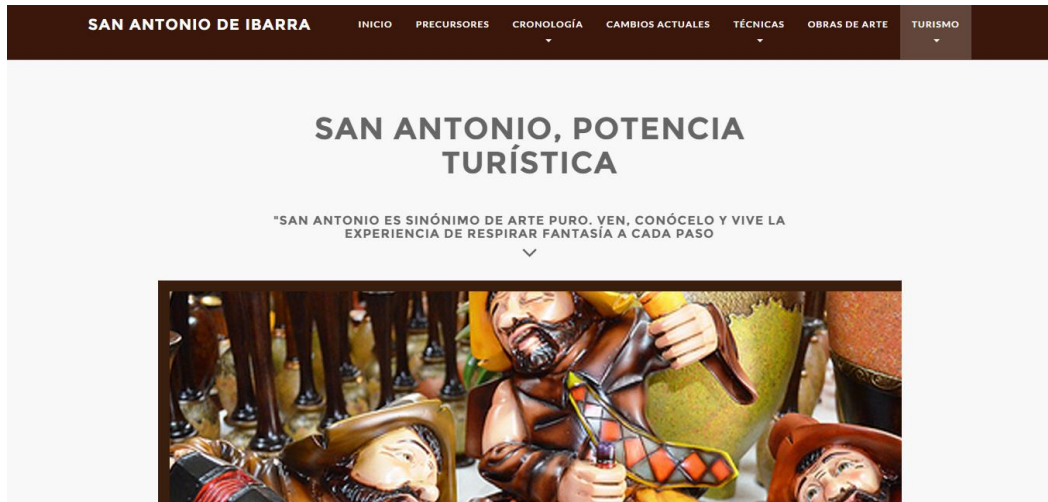 SAN ANTONIO DE IBARRA
INICIO
PRECURSORES
CRONOLOGÍA
CAMBIOS ACTUALES
TÉCNICAS
OBRAS DE ARTE
TURISMO
SAN ANTONIO, POTENCIA
TURÍSTICA
"SAN ANTONIO ES SINÓNIMO DE ARTE PURO. VEN, CONÓCELO Y VIVE LA
EXPERIENCIA DE RESPIRAR FANTASÍA A CADA PASO